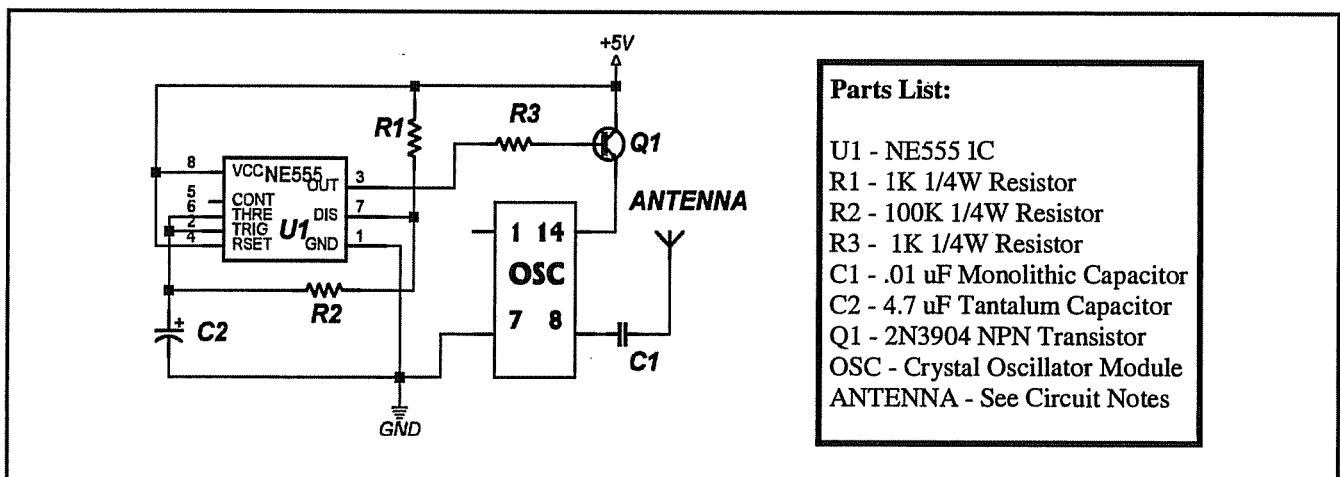 +5V
R1
R3
Q1
8
VCC NE555
OUT
3
5
CONT
6
THRE
DIS
7
2
TRIG
U1
4
RSET
GND
1
ANTENNA
1 14
OSC
7 8
R2
C2
C1
GND
Parts List:
U1 - NE555 IC
R1 - 1K 1/4W Resistor
R2 - 100K 1/4W Resistor
R3 - 1K 1/4W Resistor
C1 - .01 uF Monolithic Capacitor
C2 - 4.7 uF Tantalum Capacitor
Q1 - 2N3904 NPN Transistor
OSC - Crystal Oscillator Module
ANTENNA - See Circuit Notes